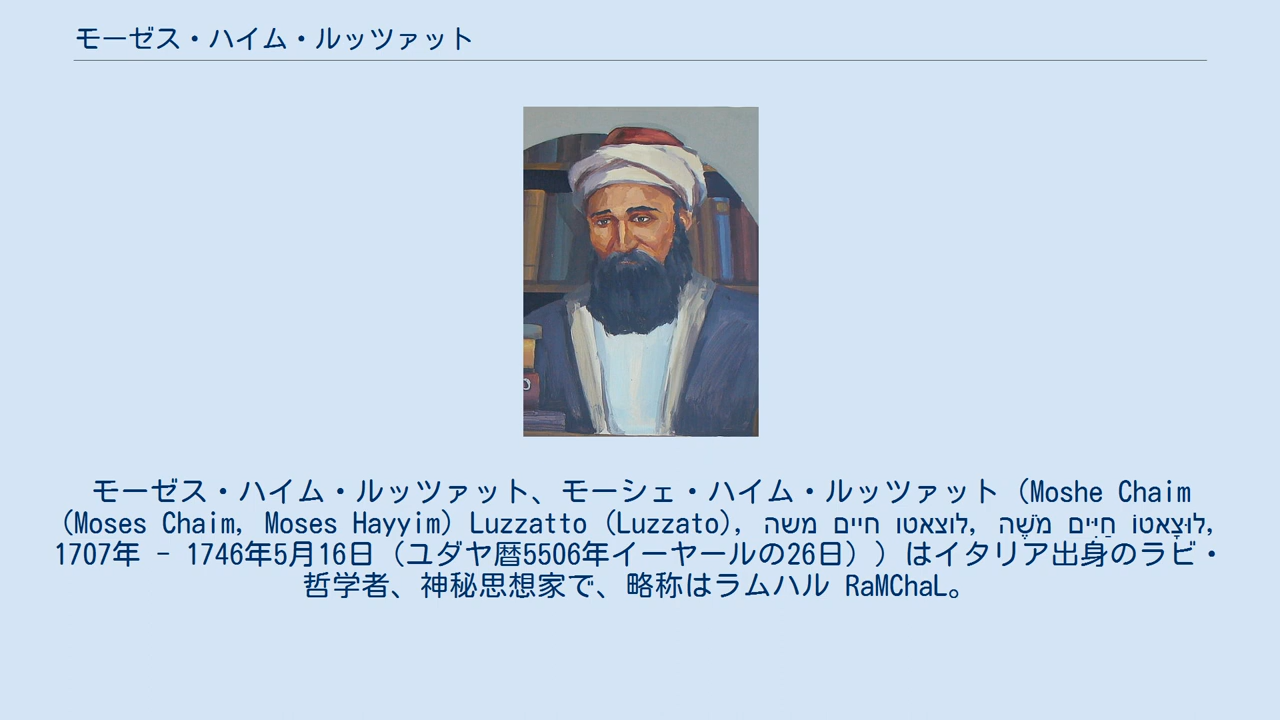 モーゼス・ハイム・ルッツァット
モーゼス・ハイム・ルッツァット、モーシェ・ハイム・ルッツァット (Moshe Chaim
(Moses Chaim, Moses Hayyim) Luzzatto (Luzzato), משה חיים לוצאטו, מֹשֶׁה חַיִּים לוּצָאטוֹ,
1707年 - 1746年5月16日（ユダヤ暦5506年イーヤールの26日））はイタリア出身のラビ・
哲学者、神秘思想家で、略称はラムハル RaMChaL。